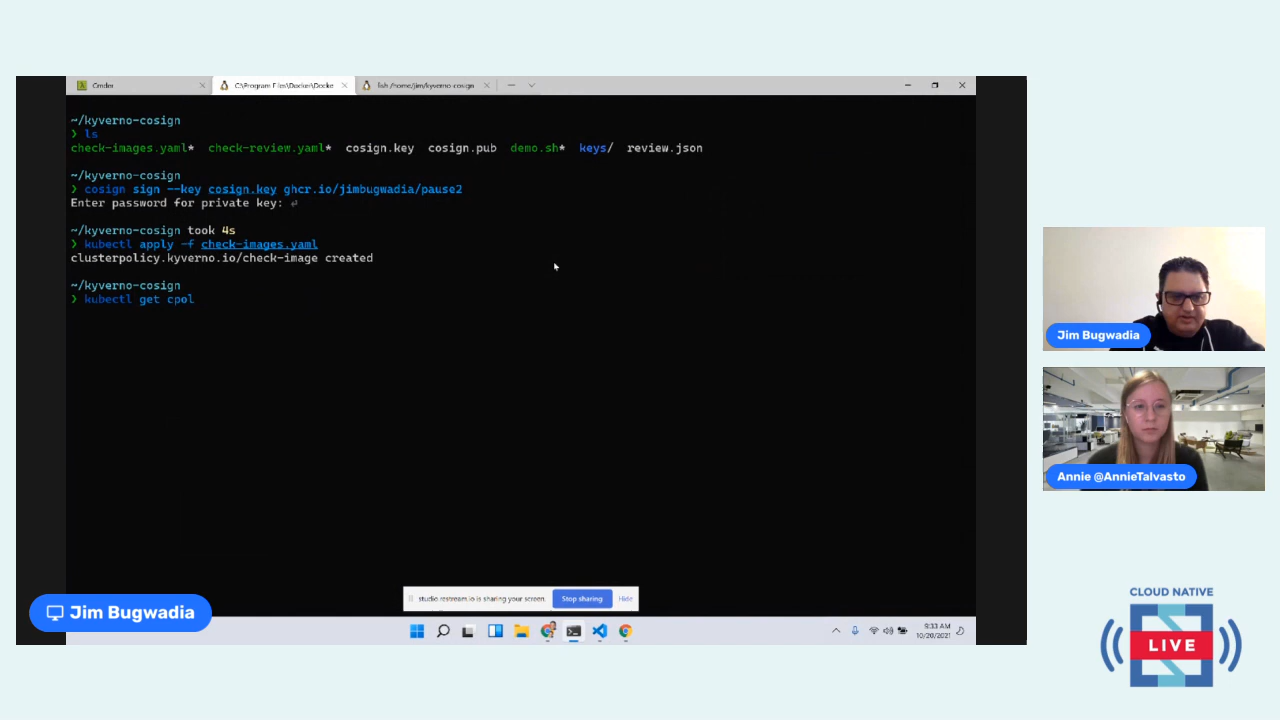 Cmder
C:\Program Files\Docker\Docke
fish /home/jim/kyverno-cosign
~/kyverno-cosign
❯ ls
check-images.yaml* check-review.yaml* cosign.key cosign.pub demo.sh* keys/ review.json
~/kyverno-cosign
❯ cosign sign --key cosign.key ghcr.io/jimbugwadia/pause2
Enter password for private key:
~/kyverno-cosign took 4s
❯ kubectl apply -f check-images.yaml
clusterpolicy.kyverno.io/check-image created
~/kyverno-cosign
❯ kubectl get cpol
studio.restream.io is sharing your screen.
Stop sharing
Hide
Jim Bugwadia
9:33 AM
10/20/2021
Jim Bugwadia
Annie @AnnieTalvasto
CLOUD NATIVE
LIVE